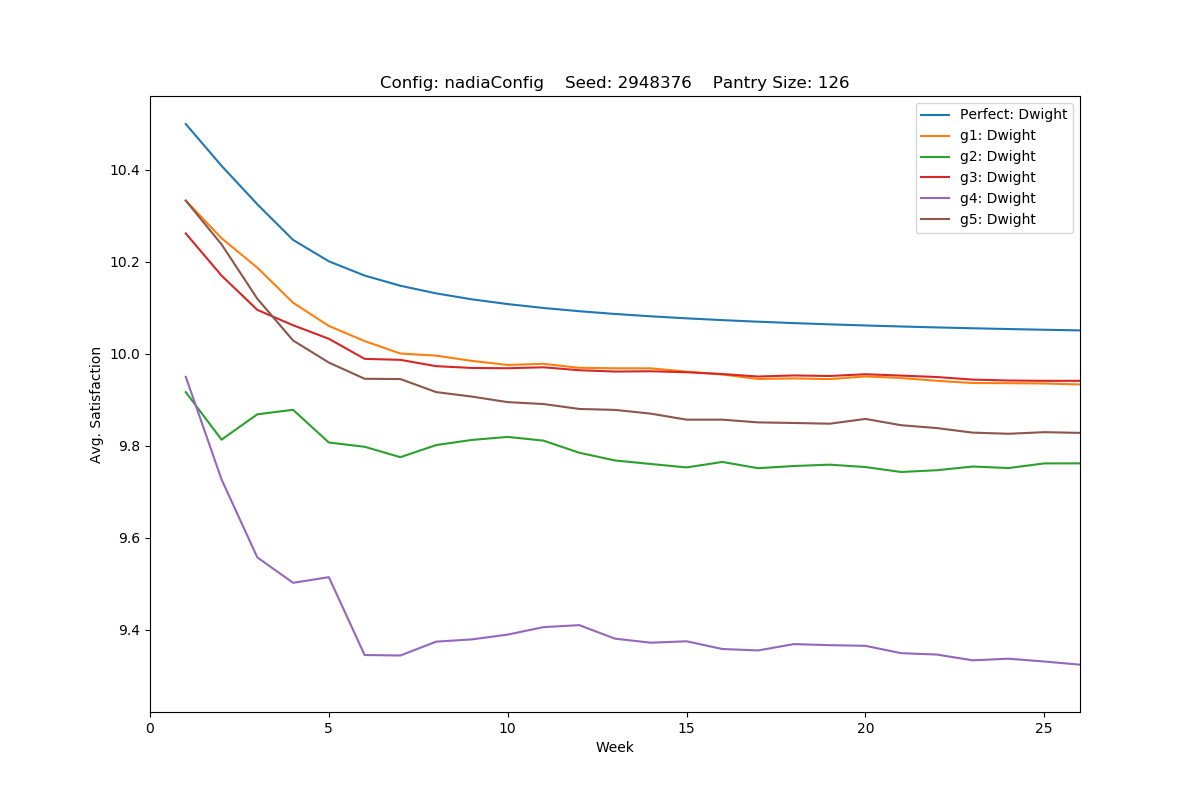 Config: nadiaConfig    Seed: 2948376    Pantry Size: 126
Perfect: Dwight
g1: Dwight
g2: Dwight
g3: Dwight
g4: Dwight
g5: Dwight
10.4
10.2
10.0
9.8
9.6
9.4
Avg. Satisfaction
0 5 10 15 20 25
Week